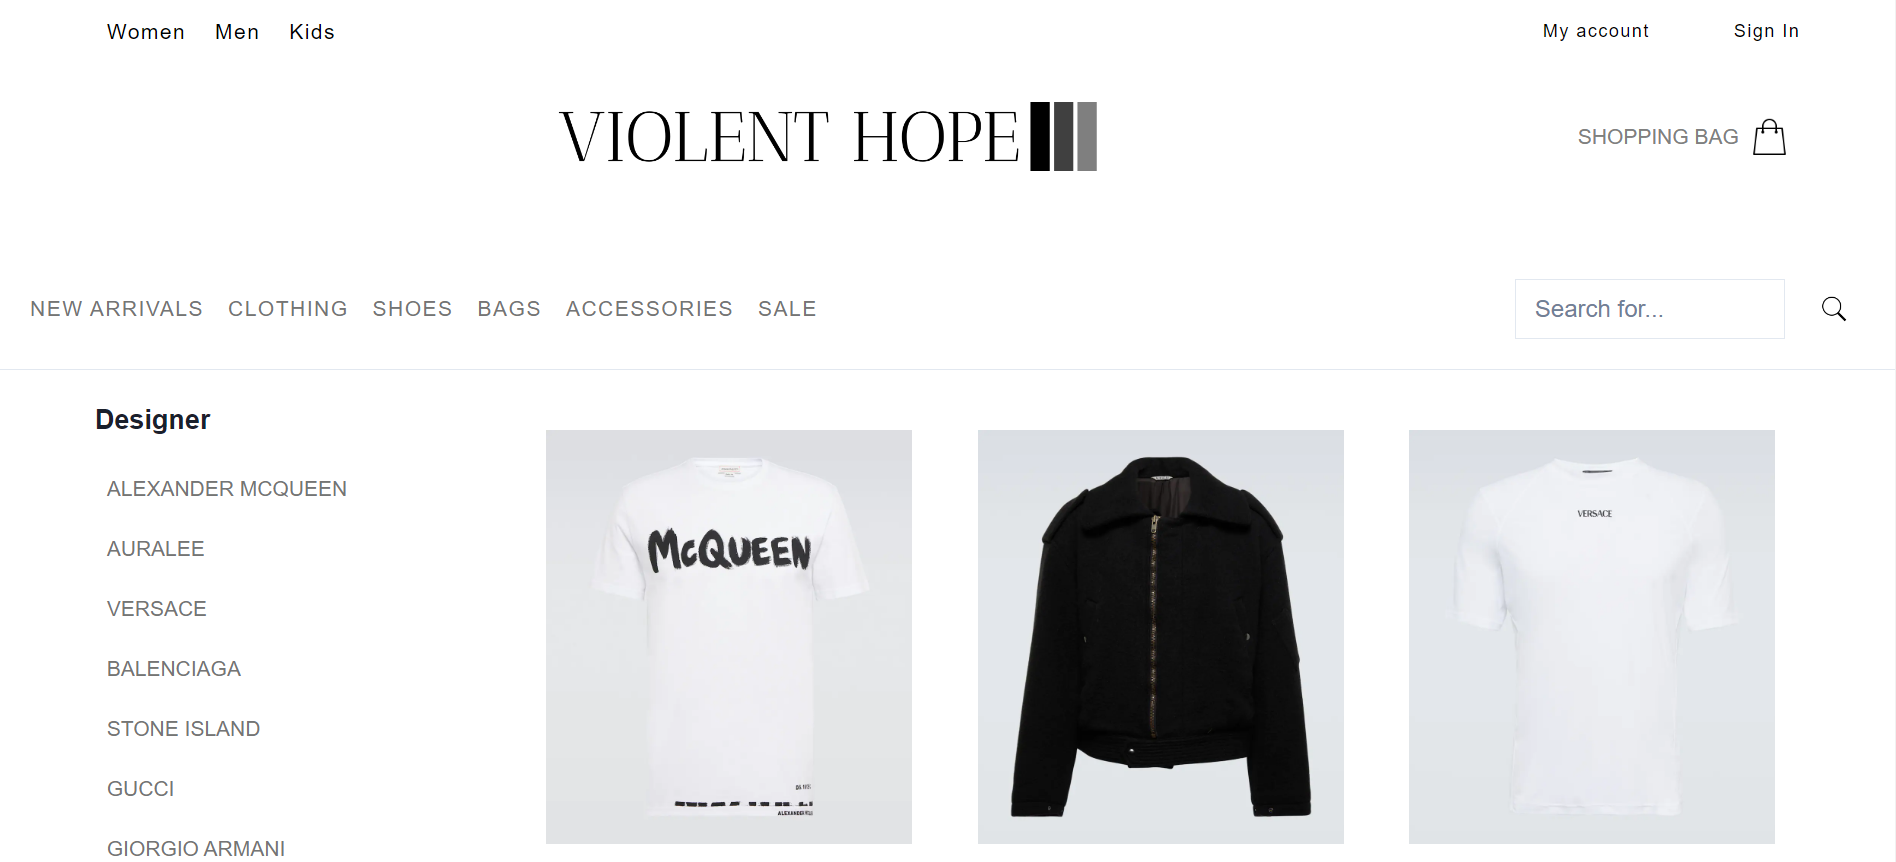 Women Men Kids
My account Sign In
VIOLENT HOPE
SHOPPING BAG
NEW ARRIVALS CLOTHING SHOES BAGS ACCESSORIES SALE
Search for...
Designer
ALEXANDER MCQUEEN
AURALEE
VERSACE
BALENCIAGA
STONE ISLAND
GUCCI
GIORGIO ARMANI
McQUEEN
VERSACE